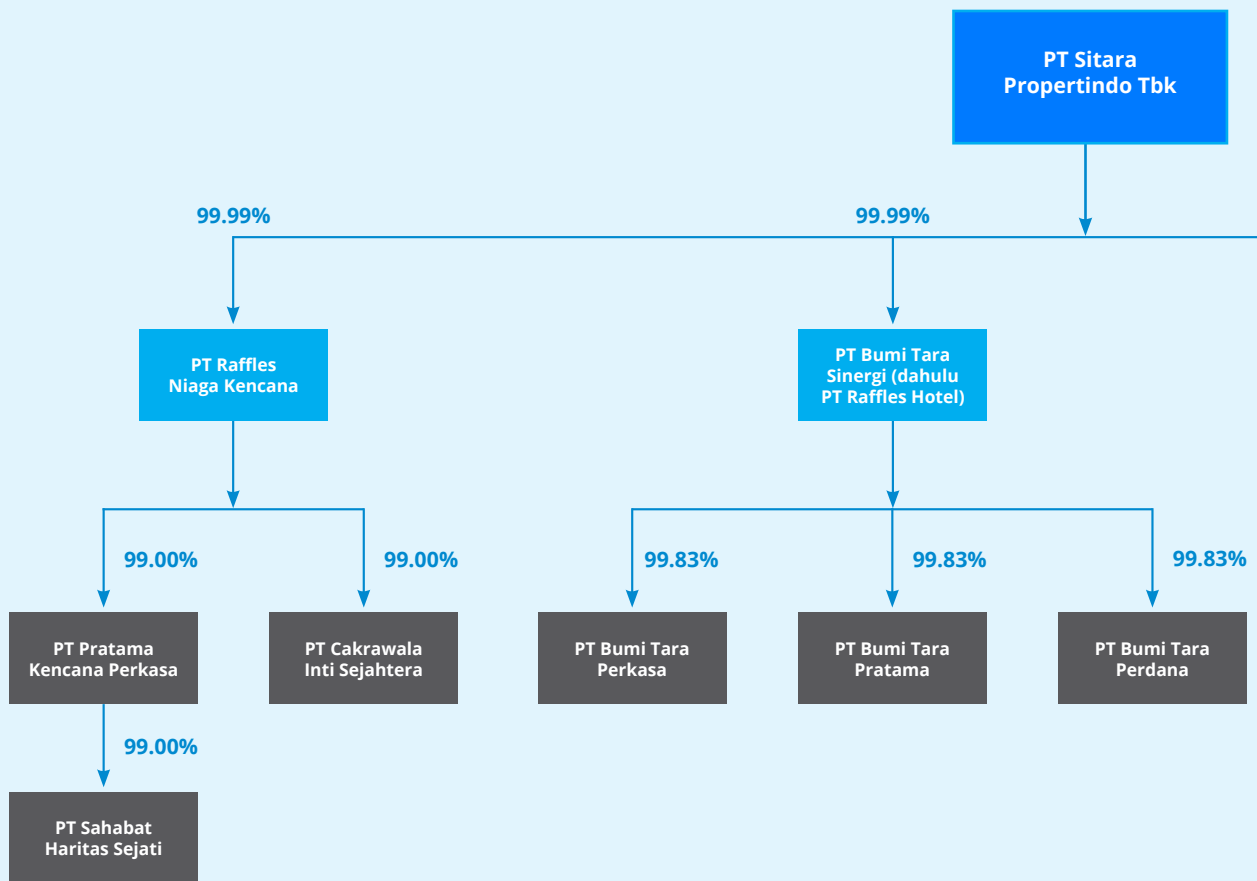 PT Sitara
Propertindo Tbk
99.99%
99.99%
PT Raffles
Niaga Kencana
PT Bumi Tara
Sinergi (dahulu
PT Raffles Hotel)
99.00%
99.00%
99.83%
99.83%
99.83%
PT Pratama
Kencana Perkasa
PT Cakrawala
Inti Sejahtera
PT Bumi Tara
Perkasa
PT Bumi Tara
Pratama
PT Bumi Tara
Perdana
99.00%
PT Sahabat
Haritas Sejati